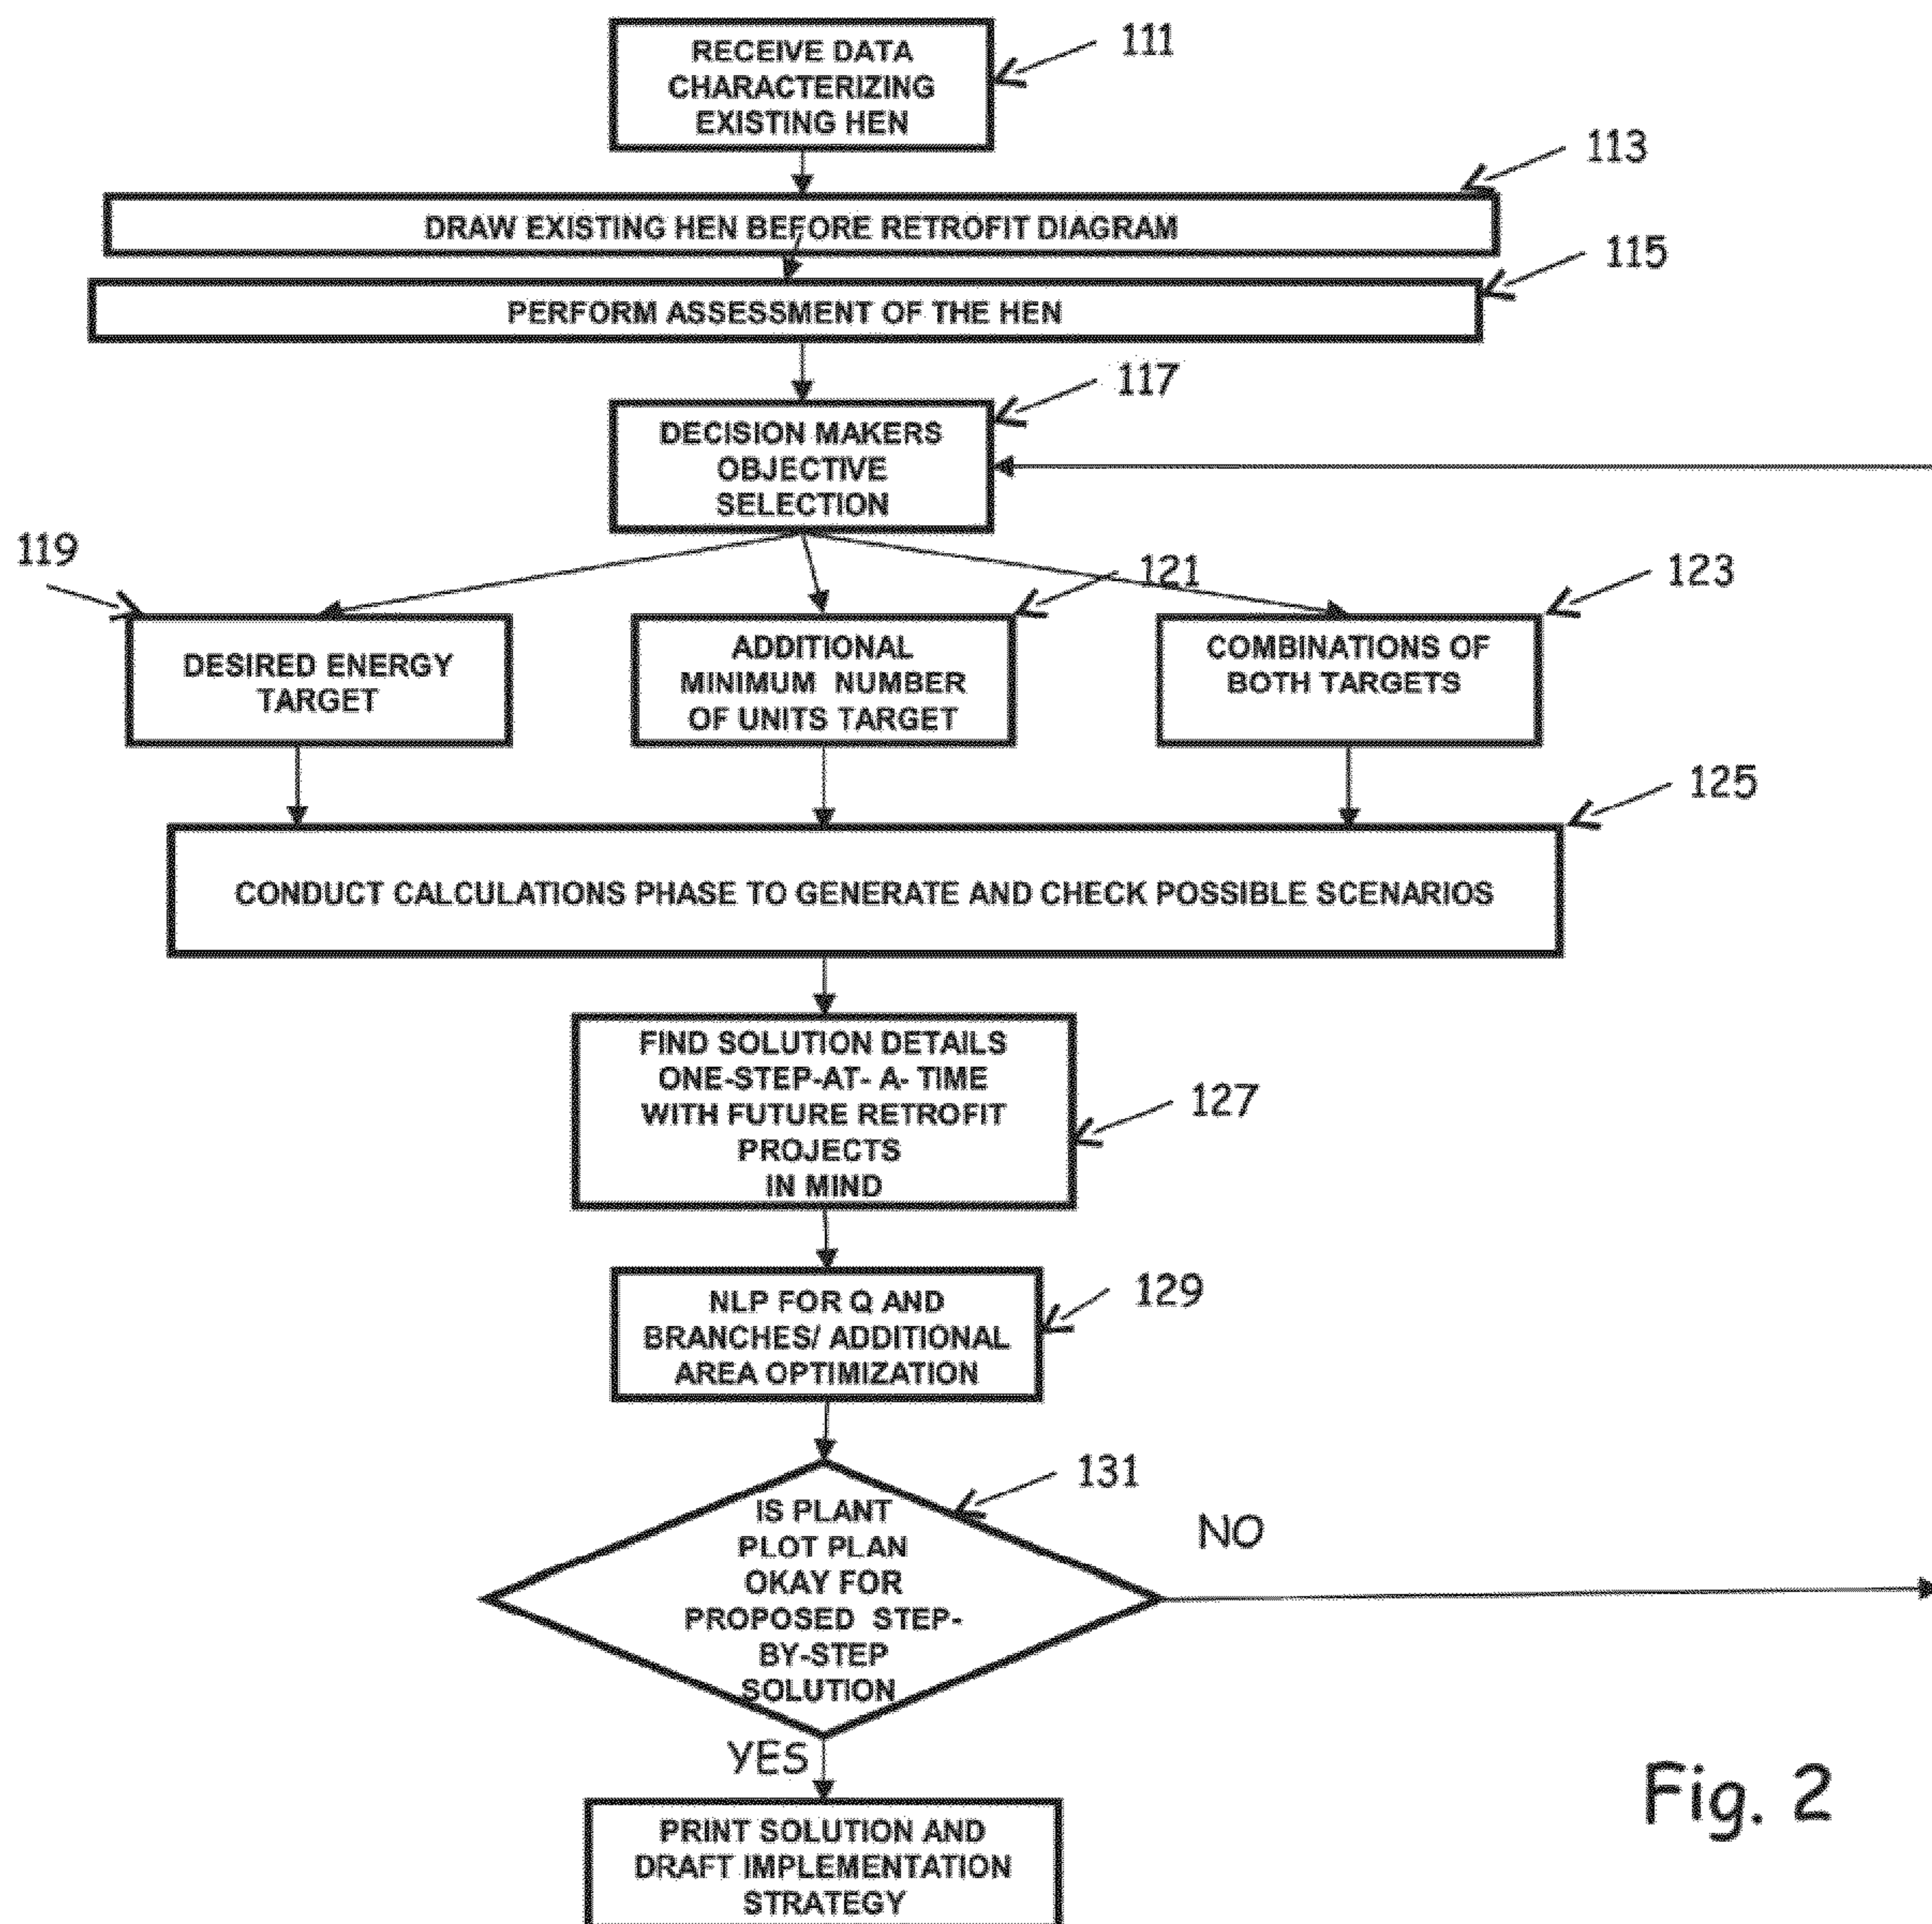 RECEIVE DATA
CHARACTERIZING
EXISTING HEN
111
113
DRAW EXISTING HEN BEFORE RETROFIT DIAGRAM
115
PERFORM ASSESSMENT OF THE HEN
117
DECISION MAKERS
OBJECTIVE
SELECTION
119
121
123
DESIRED ENERGY
TARGET
ADDITIONAL
MINIMUM NUMBER
OF UNITS TARGET
COMBINATIONS OF
BOTH TARGETS
125
CONDUCT CALCULATIONS PHASE TO GENERATE AND CHECK POSSIBLE SCENARIOS
FIND SOLUTION DETAILS
ONE-STEP-AT- A- TIME
WITH FUTURE RETROFIT
PROJECTS
IN MIND
127
NLP FOR Q AND
BRANCHES/ ADDITIONAL
AREA OPTIMIZATION
129
131
IS PLANT
PLOT PLAN
OKAY FOR
PROPOSED STEP-
BY-STEP
SOLUTION
NO
YES
PRINT SOLUTION AND
DRAFT IMPLEMENTATION
STRATEGY
Fig. 2